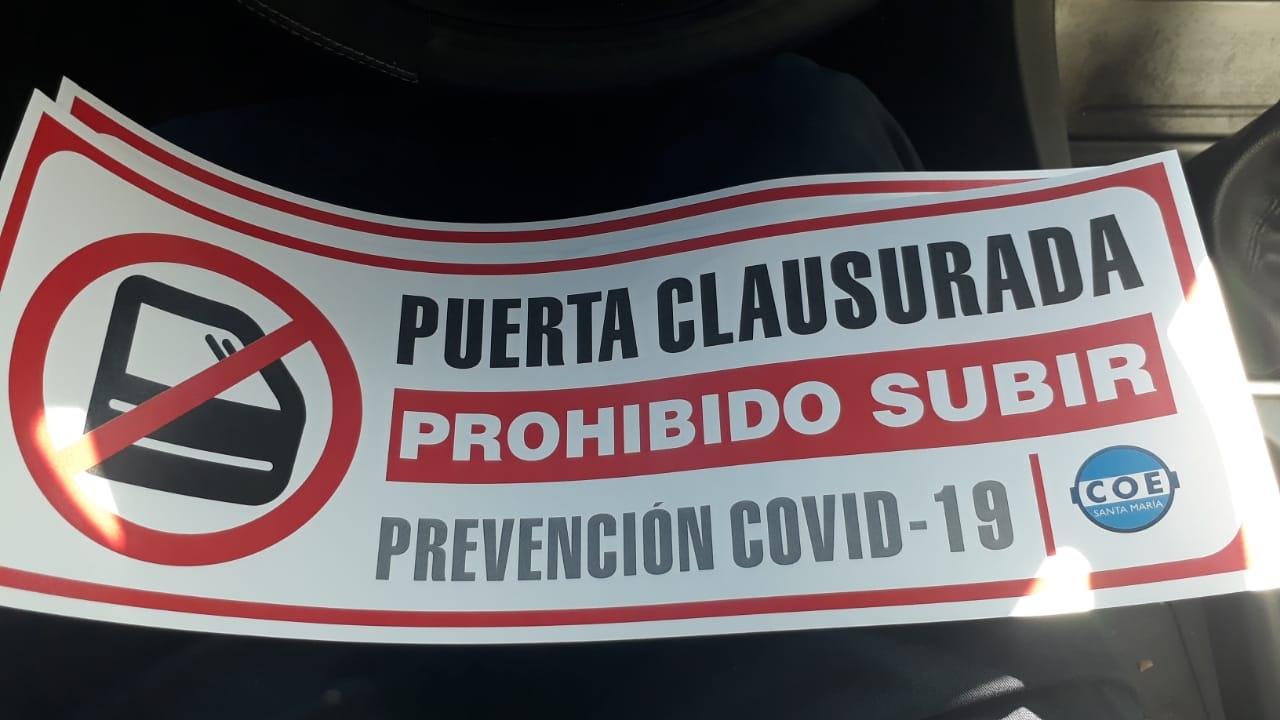 PUERTA CLAUSURADA
PROHIBIDO SUBIR
PREVENCIÓN COVID-19
COE
SANTA MARÍA